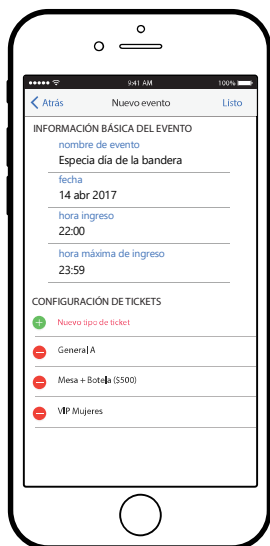 9:41 AM 100%
Atrás Nuevo evento Listo
INFORMACIÓN BÁSICA DEL EVENTO
nombre de evento
Especia día de la bandera
fecha
14 abr 2017
hora ingreso
22:00
hora máxima de ingreso
23:59
CONFIGURACIÓN DE TICKETS
Nuevo tipo de ticket
General A
Mesa + Botela ($500)
VIP Mujeres